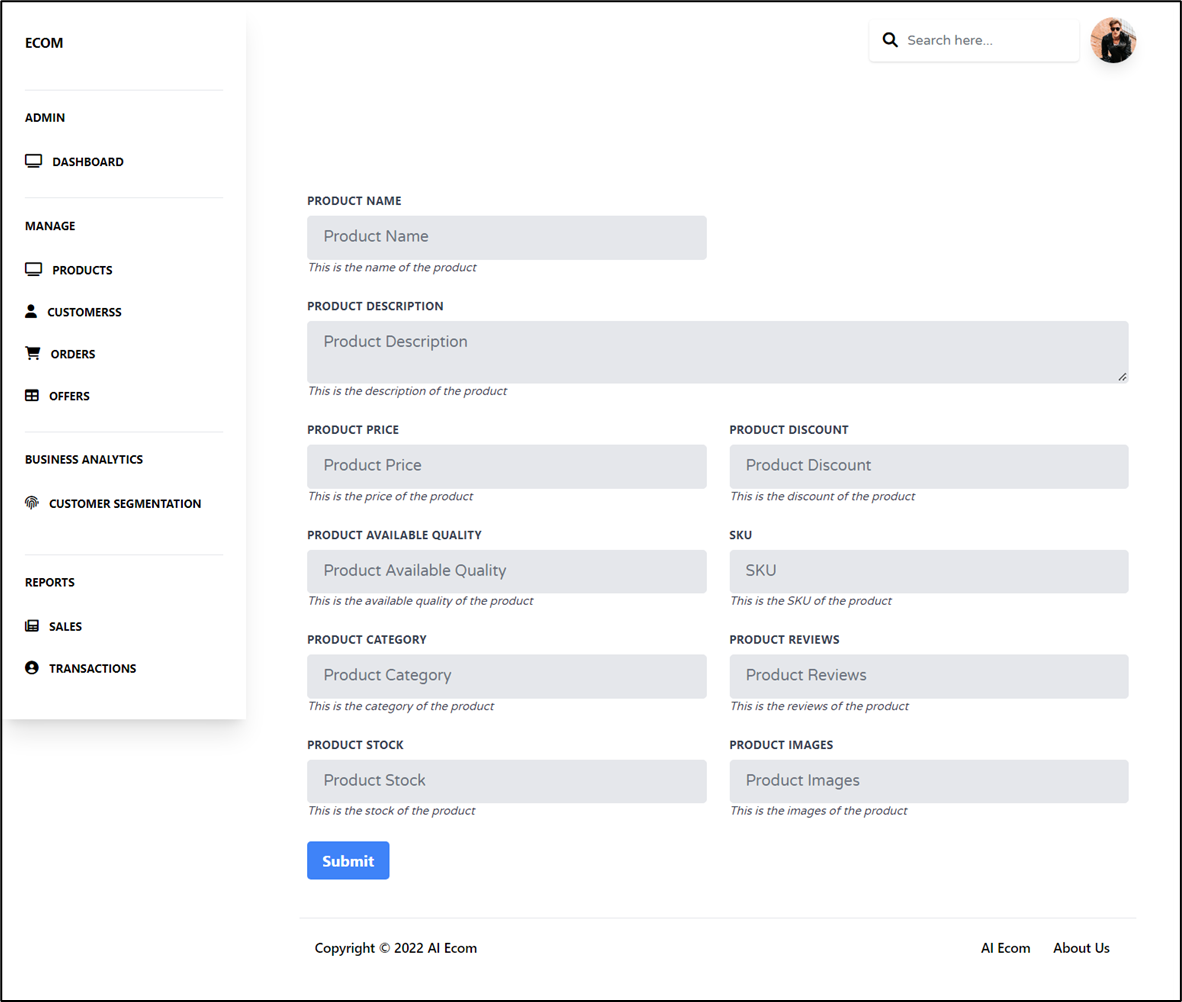 ECOM
Search here...
ADMIN
DASHBOARD
MANAGE
PRODUCTS
CUSTOMERSS
ORDERS
OFFERS
BUSINESS ANALYTICS
CUSTOMER SEGMENTATION
REPORTS
SALES
TRANSACTIONS
PRODUCT NAME
Product Name
This is the name of the product
PRODUCT DESCRIPTION
Product Description
This is the description of the product
PRODUCT PRICE
Product Price
This is the price of the product
PRODUCT DISCOUNT
Product Discount
This is the discount of the product
PRODUCT AVAILABLE QUALITY
Product Available Quality
This is the available quality of the product
SKU
SKU
This is the SKU of the product
PRODUCT CATEGORY
Product Category
This is the category of the product
PRODUCT REVIEWS
Product Reviews
This is the reviews of the product
PRODUCT STOCK
Product Stock
This is the stock of the product
PRODUCT IMAGES
Product Images
This is the images of the product
Submit
Copyright © 2022 AI Ecom
AI Ecom
About Us